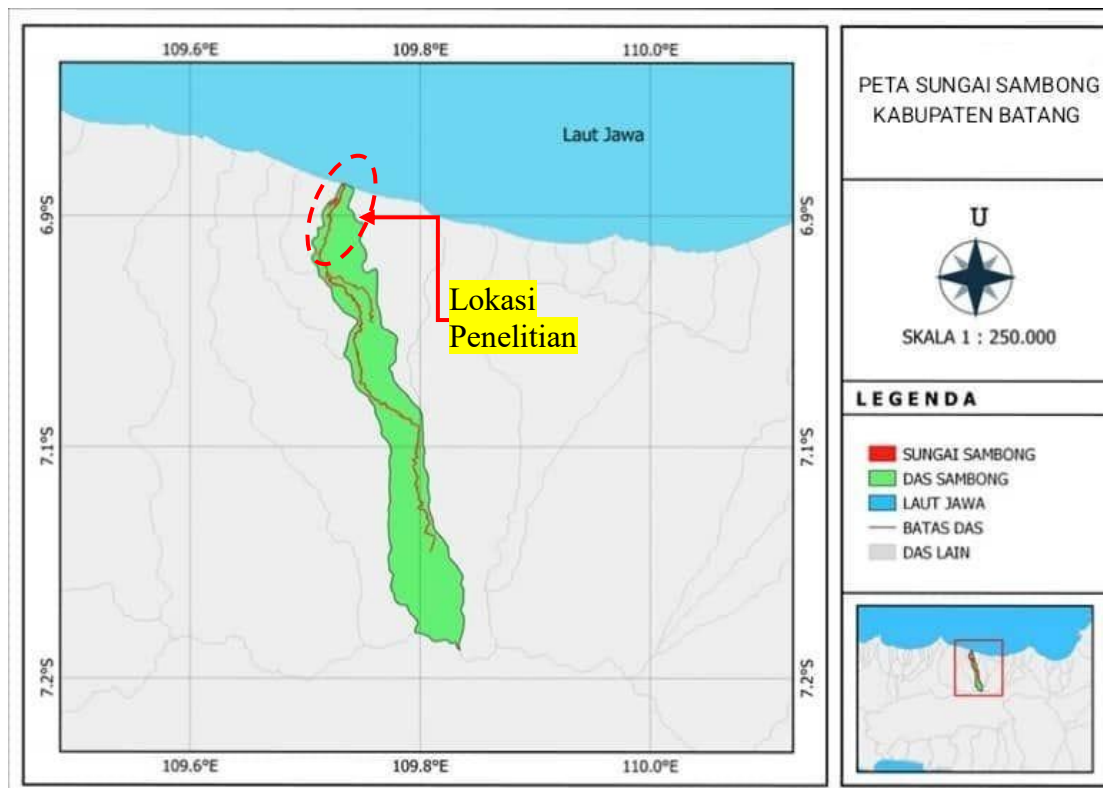 109.6°E 109.8°E 110.0°E
Laut Jawa
6.9°S 6.9°S
Lokasi
Penelitian
7.1°S 7.1°S
7.2°S 7.2°S
109.6°E 109.8°E 110.0°E
PETA SUNGAI SAMBONG
KABUPATEN BATANG
U
SKALA 1 : 250.000
LEGENDA
SUNGAI SAMBONG
DAS SAMBONG
LAUT JAWA
BATAS DAS
DAS LAIN